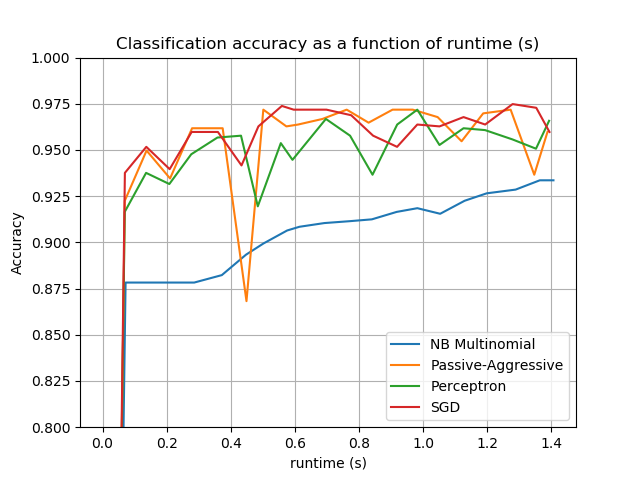 Classification accuracy as a function of runtime (s)
1.000
0.975
0.950
0.925
0.900
0.875
0.850
0.825
0.800
Accuracy
NB Multinomial
Passive-Aggressive
Perceptron
SGD
0.0 0.2 0.4 0.6 0.8 1.0 1.2 1.4
runtime (s)